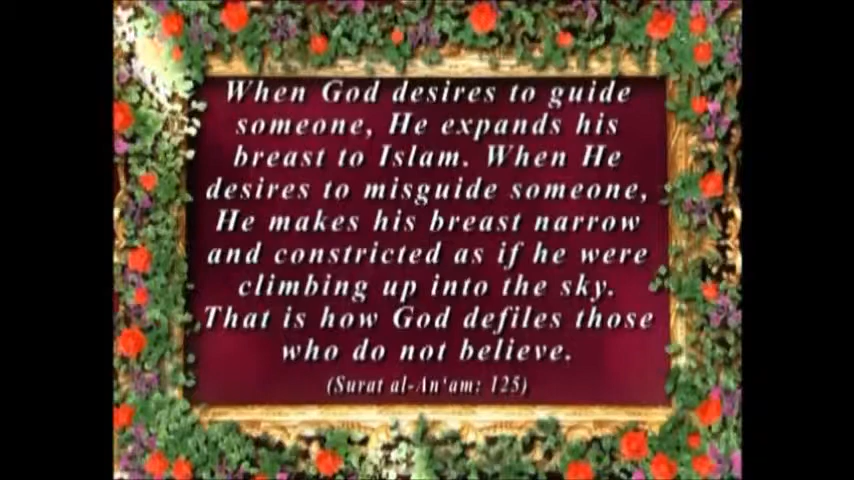 When God desires to guide
someone, He expands his
breast to Islam. When He
desires to misguide someone,
He makes his breast narrow
and constricted as if he were
climbing up into the sky.
That is how God defiles those
who do not believe.
(Surat al-An'am: 125)